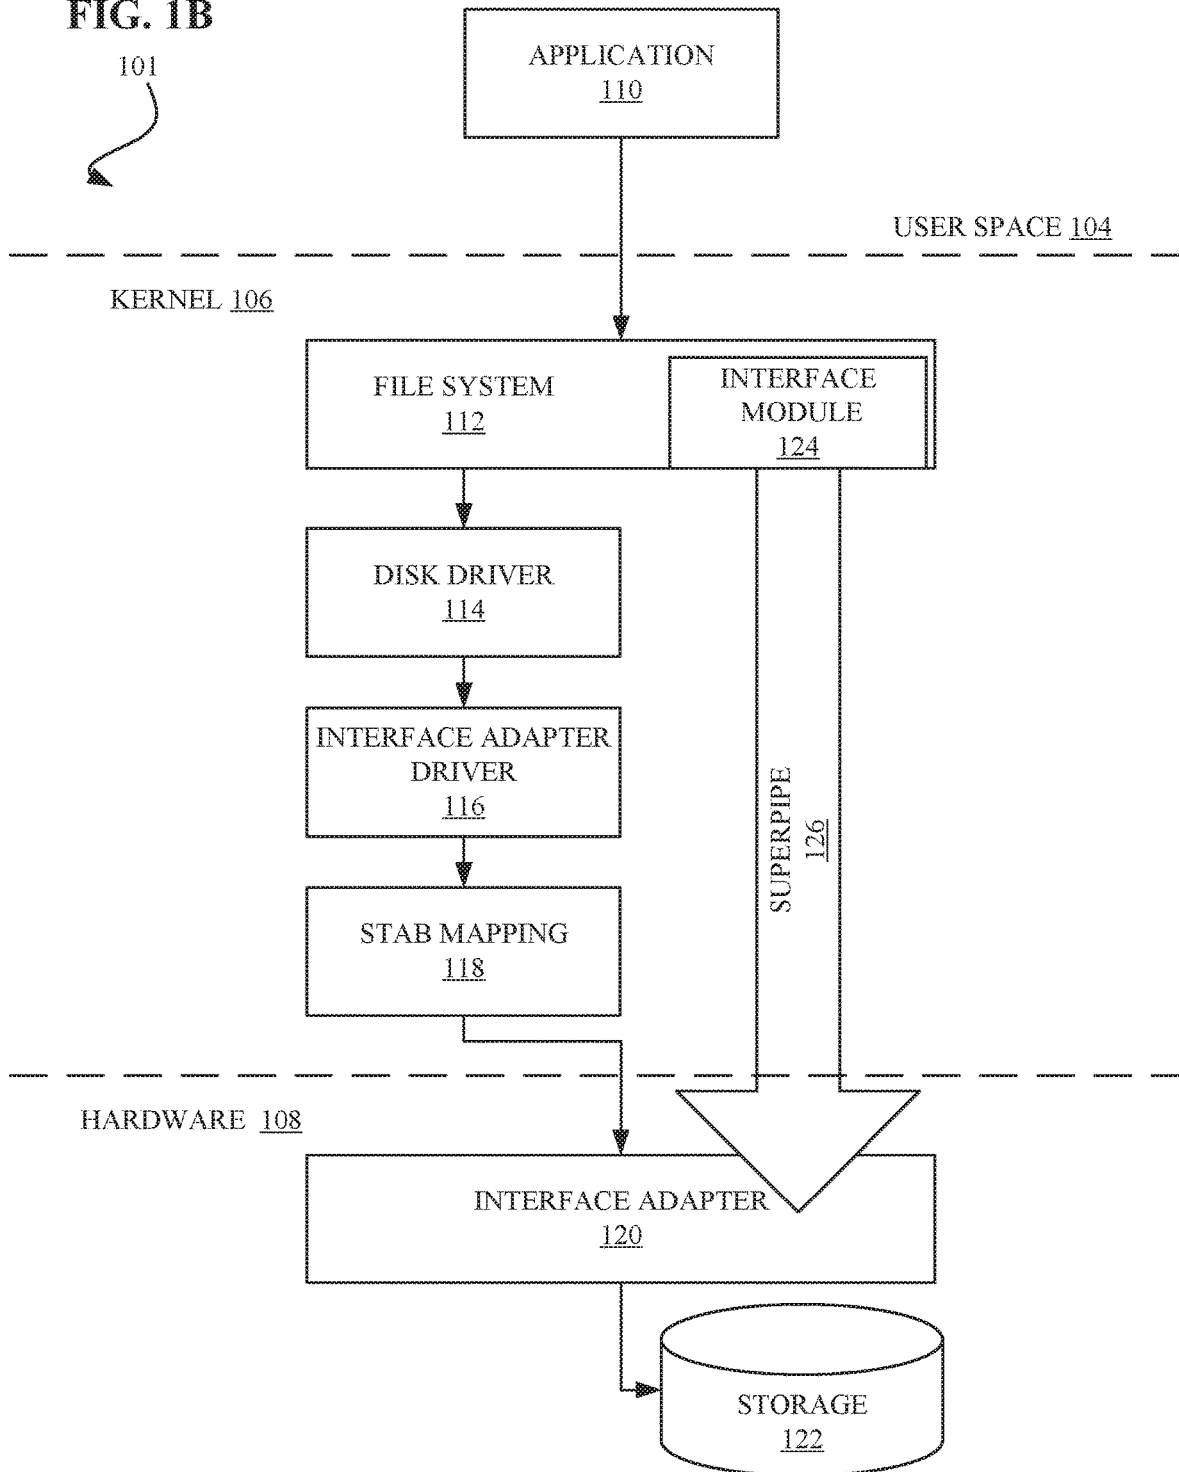 FIG. 1B
101
APPLICATION
110
USER SPACE 104
KERNEL 106
FILE SYSTEM
112
INTERFACE
MODULE
124
DISK DRIVER
114
INTERFACE ADAPTER
DRIVER
116
SUPERPIPE
126
STAB MAPPING
118
HARDWARE 108
INTERFACE ADAPTER
120
STORAGE
122